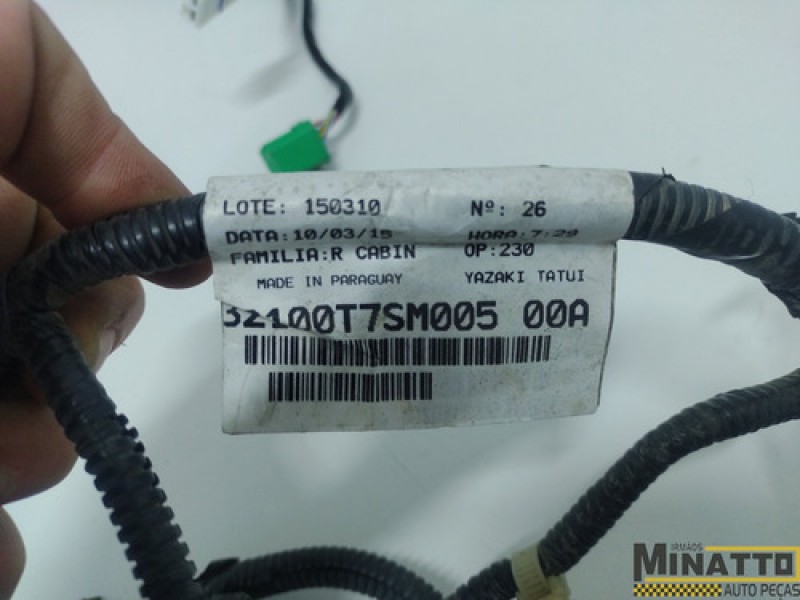 LOTE: 150310 Nº: 26
DATA:10/03/15 HORA:7:29
FAMILIA:R CABIN OP:230
MADE IN PARAGUAY YAZAKI TATUI
32100T7SM005 00A
IRMÃOS
MINATTO
AUTO PEÇAS